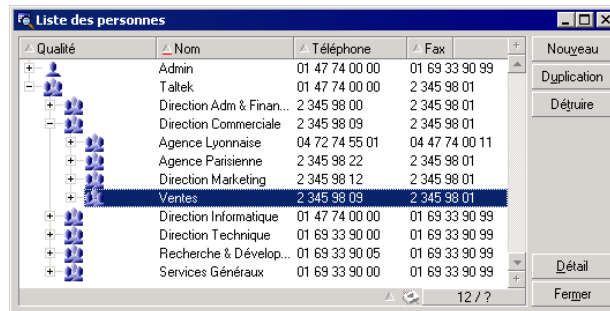 Liste des personnes
Qualité Nom Téléphone Fax Nouveau
Admin 01 47 74 00 00 01 69 33 90 99
Taltek 01 47 74 00 00 2 345 98 01 Duplication
Direction Adm & Finan... 2 345 98 00 2 345 98 01 Détruire
Direction Commerciale 2 345 98 09 2 345 98 01
Agence Lyonnaise 04 72 74 55 01 04 47 74 00 11
Agence Parisienne 2 345 98 22 2 345 98 01
Direction Marketing 2 345 98 12 2 345 98 01
Ventes 2 345 98 09 2 345 98 01
Direction Informatique 01 47 74 00 00 01 69 33 90 99
Direction Technique 01 69 33 90 00 01 69 33 90 99
Recherche & Dévelop... 01 69 33 90 05 01 69 33 90 99
Services Généraux 01 69 33 90 00 01 69 33 90 99 Détail
12 / ? Fermer